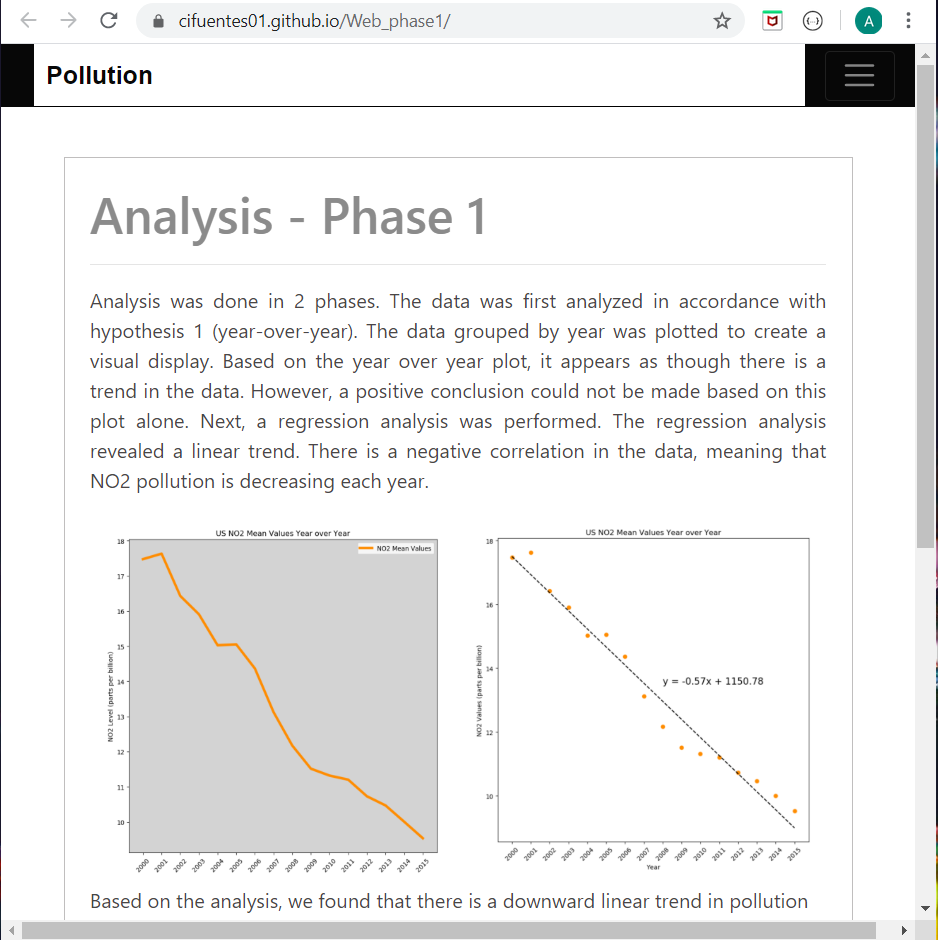 cifuentes01.github.io/Web_phase1/
A
Pollution
Analysis - Phase 1
Analysis was done in 2 phases. The data was first analyzed in accordance with
hypothesis 1 (year-over-year). The data grouped by year was plotted to create a
visual display. Based on the year over year plot, it appears as though there is a
trend in the data. However, a positive conclusion could not be made based on this
plot alone. Next, a regression analysis was performed. The regression analysis
revealed a linear trend. There is a negative correlation in the data, meaning that
NO2 pollution is decreasing each year.
US NO2 Mean Values Year over Year
NO2 Mean Values
NO2 Level (parts per billion)
18
17
16
15
14
13
12
11
10
2000 2001 2002 2003 2004 2005 2006 2007 2008 2009 2010 2011 2012 2013 2014 2015
US NO2 Mean Values Year over Year
NO2 Values (parts per billion)
18
16
14
12
10
y = -0.57x + 1150.78
2000 2001 2002 2003 2004 2005 2006 2007 2008 2009 2010 2011 2012 2013 2014 2015
Year
Based on the analysis, we found that there is a downward linear trend in pollution